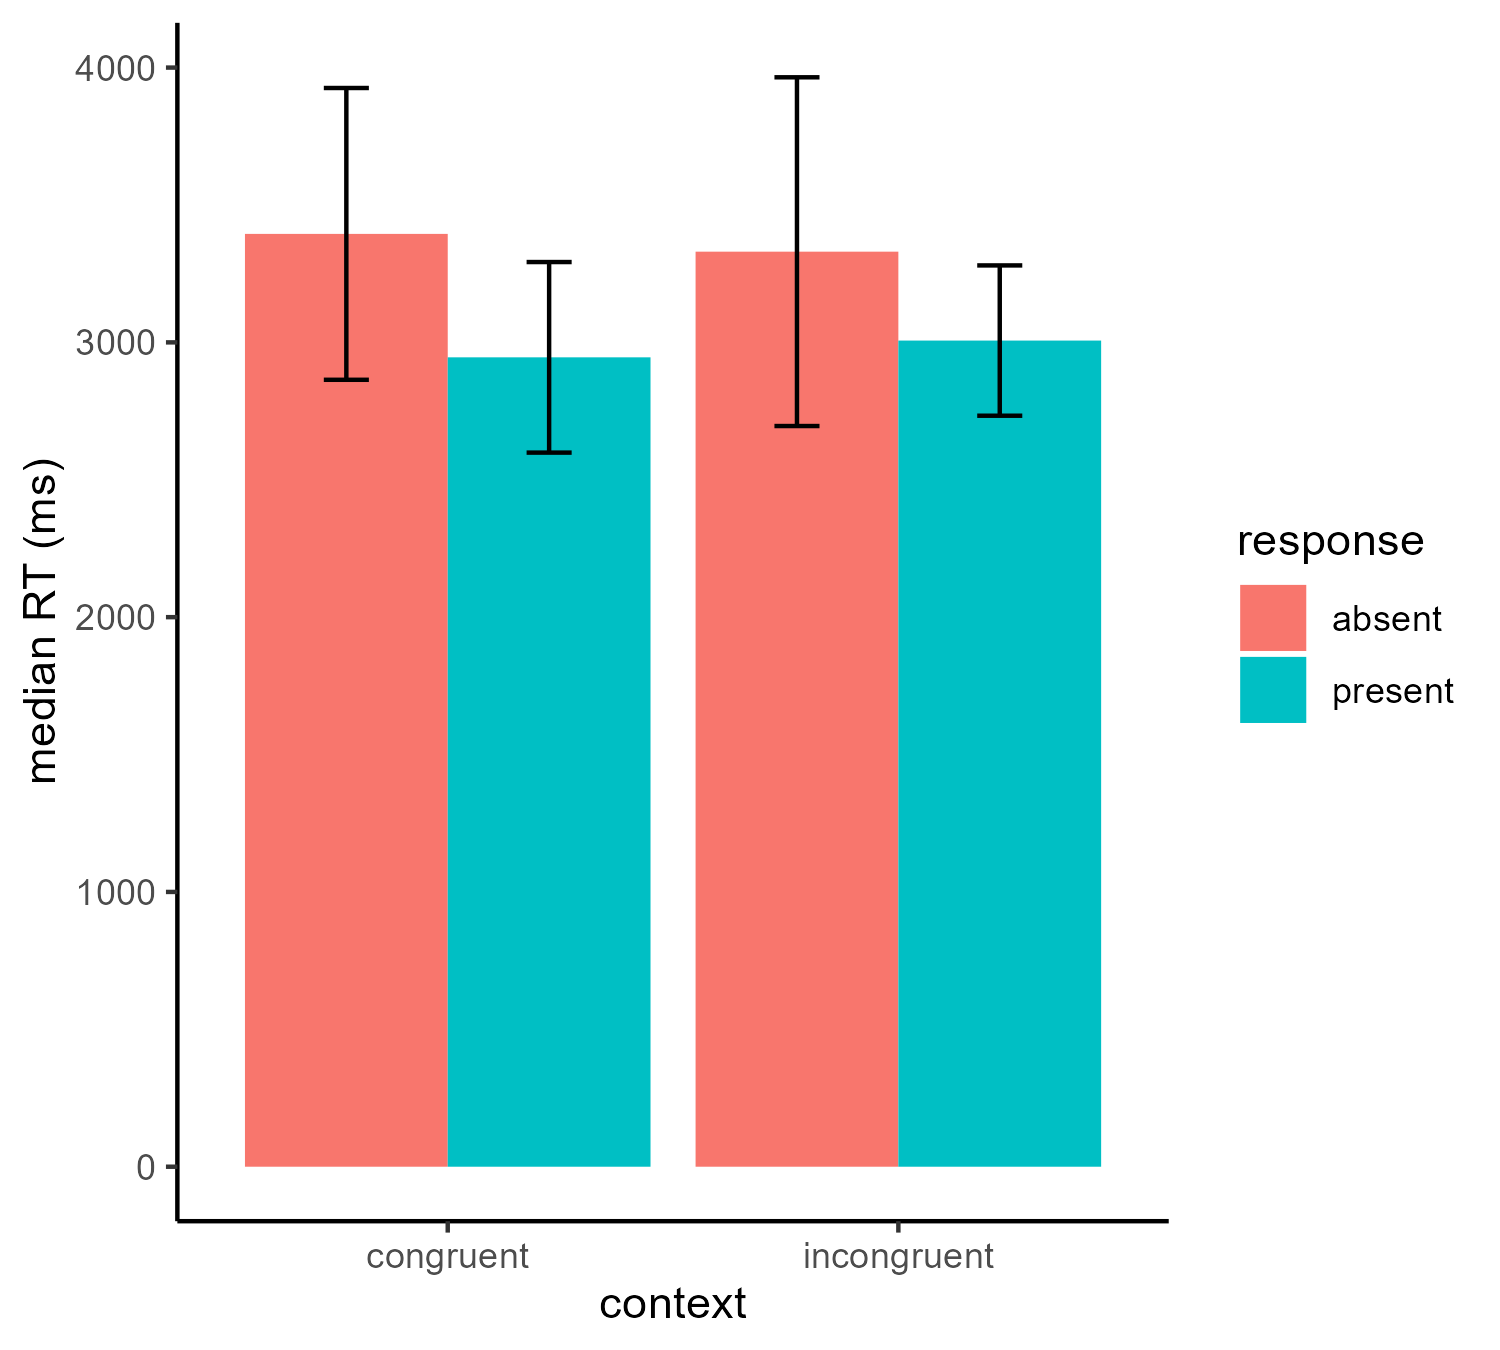 4000
3000
2000
1000
0
median RT (ms)
congruent
incongruent
context
response
absent
present